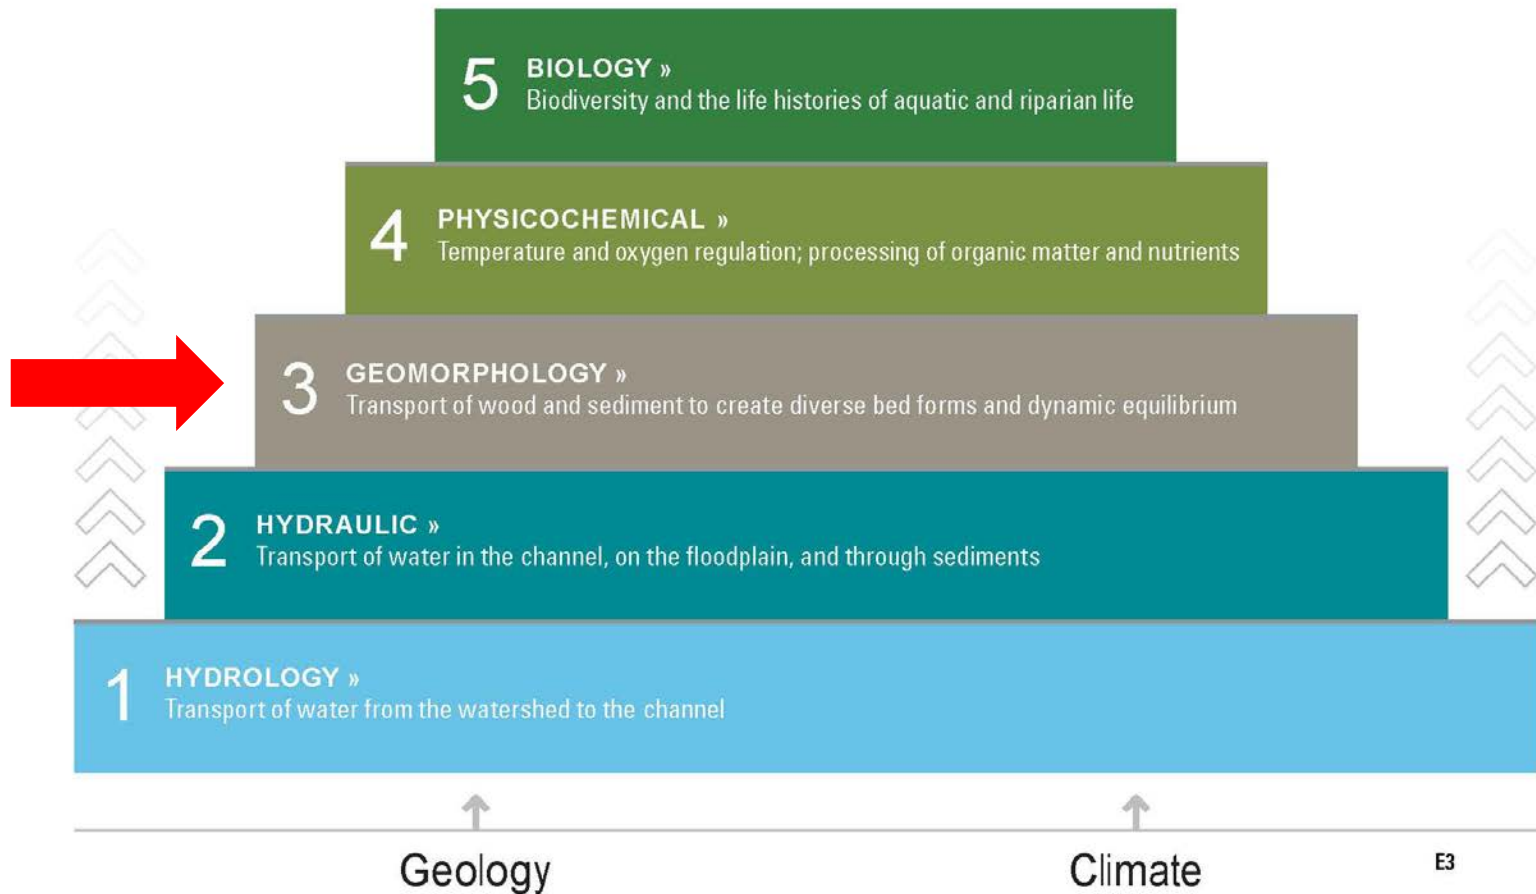 5
BIOLOGY »
Biodiversity and the life histories of aquatic and riparian life
4
PHYSICOCHEMICAL »
Temperature and oxygen regulation; processing of organic matter and nutrients
3
GEOMORPHOLOGY »
Transport of wood and sediment to create diverse bed forms and dynamic equilibrium
2
HYDRAULIC »
Transport of water in the channel, on the floodplain, and through sediments
1
HYDROLOGY »
Transport of water from the watershed to the channel
Geology
Climate
E3